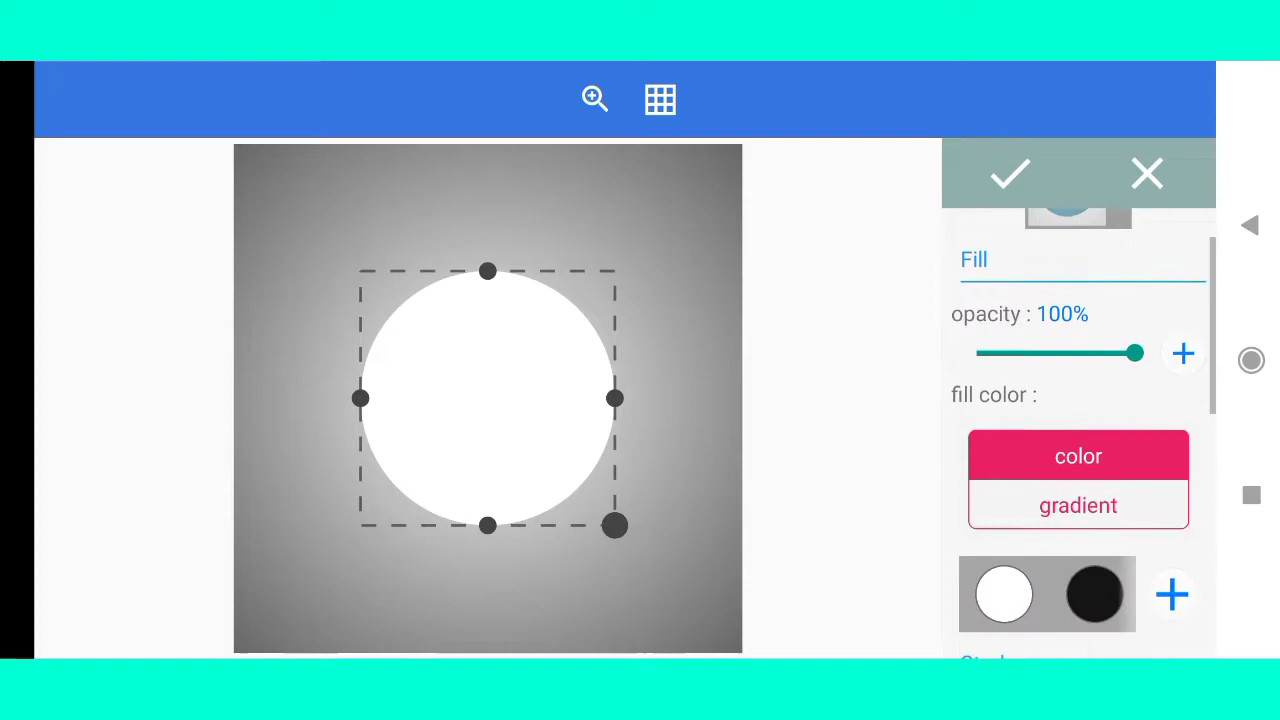 Fill
opacity : 100%
fill color :
color
gradient